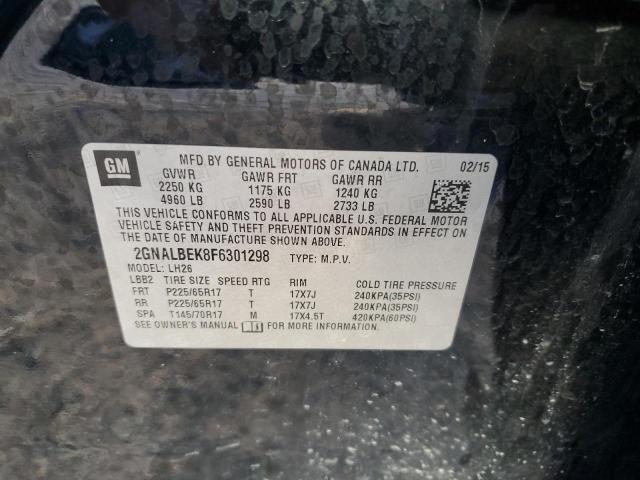 GM
MFD BY GENERAL MOTORS OF CANADA LTD. 02/15
GVWR GAWR FRT GAWR RR
2250 KG 1175 KG 1240 KG
4960 LB 2590 LB 2733 LB
THIS VEHICLE CONFORMS TO ALL APPLICABLE U.S. FEDERAL MOTOR
VEHICLE SAFETY AND THEFT PREVENTION STANDARDS IN EFFECT ON
THE DATE OF MANUFACTURE SHOWN ABOVE.
2GNALBEK8F6301298 TYPE: M.P.V.
MODEL: LH26
LBB2 TIRE SIZE SPEED RTG RIM COLD TIRE PRESSURE
FRT P225/65R17 T 17X7J 240KPA(35PSI)
RR P225/65R17 T 17X7J 240KPA(35PSI)
SPA T145/70R17 M 17X4.5T 420KPA(60PSI)
SEE OWNER'S MANUAL FOR MORE INFORMATION.